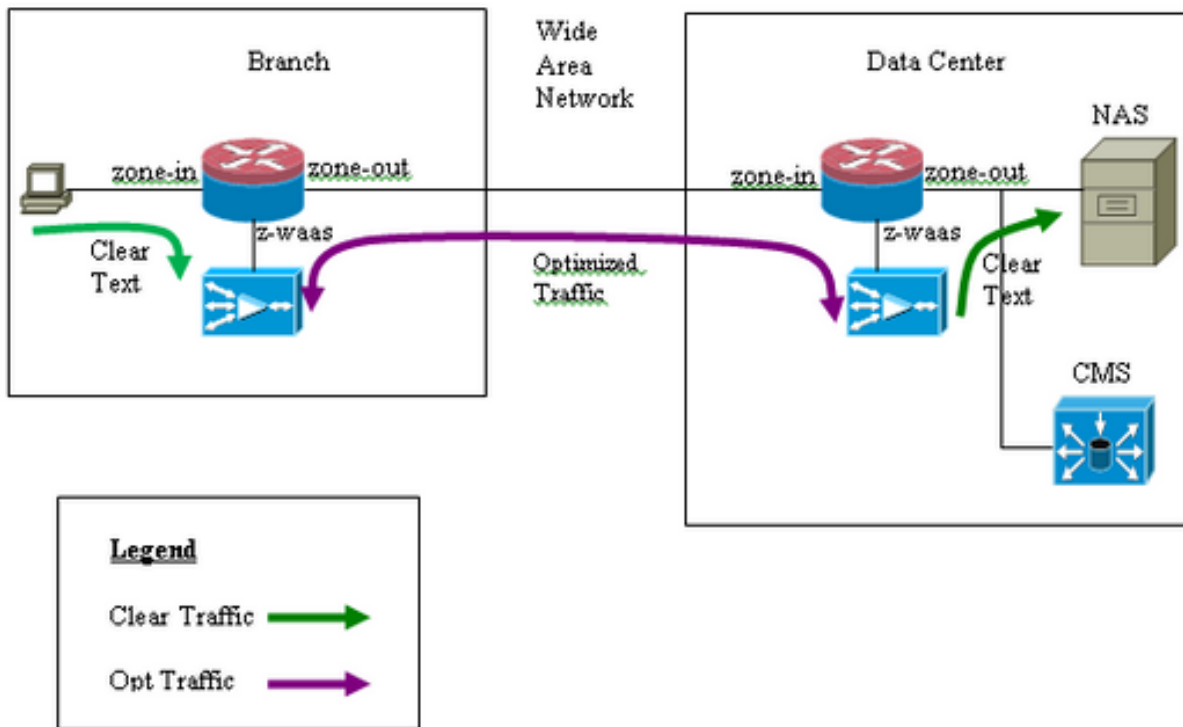 Branch
Wide
Area
Network
Data Center
NAS
zone-in
zone-out
zone-in
zone-out
z-waas
z-waas
Clear
Text
Optimized
Traffic
Clear
Text
CMS
Legend
Clear Traffic
Opt Traffic